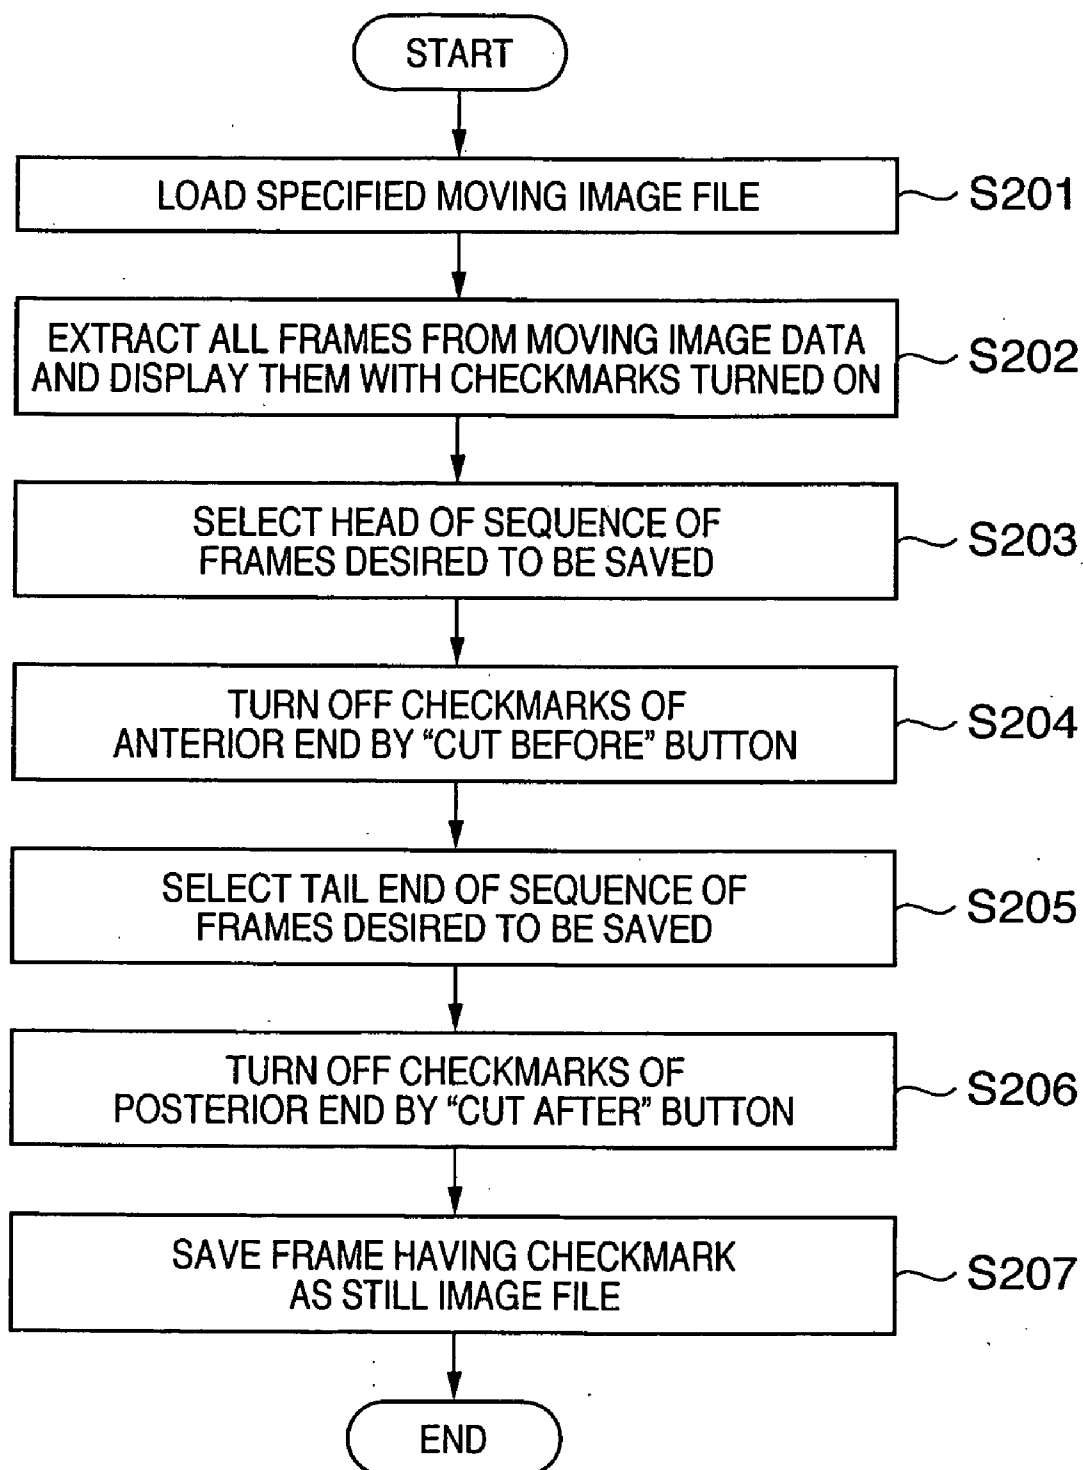 START
LOAD SPECIFIED MOVING IMAGE FILE
S201
EXTRACT ALL FRAMES FROM MOVING IMAGE DATA
AND DISPLAY THEM WITH CHECKMARKS TURNED ON
S202
SELECT HEAD OF SEQUENCE OF
FRAMES DESIRED TO BE SAVED
S203
TURN OFF CHECKMARKS OF
ANTERIOR END BY “CUT BEFORE” BUTTON
S204
SELECT TAIL END OF SEQUENCE OF
FRAMES DESIRED TO BE SAVED
S205
TURN OFF CHECKMARKS OF
POSTERIOR END BY “CUT AFTER” BUTTON
S206
SAVE FRAME HAVING CHECKMARK
AS STILL IMAGE FILE
S207
END